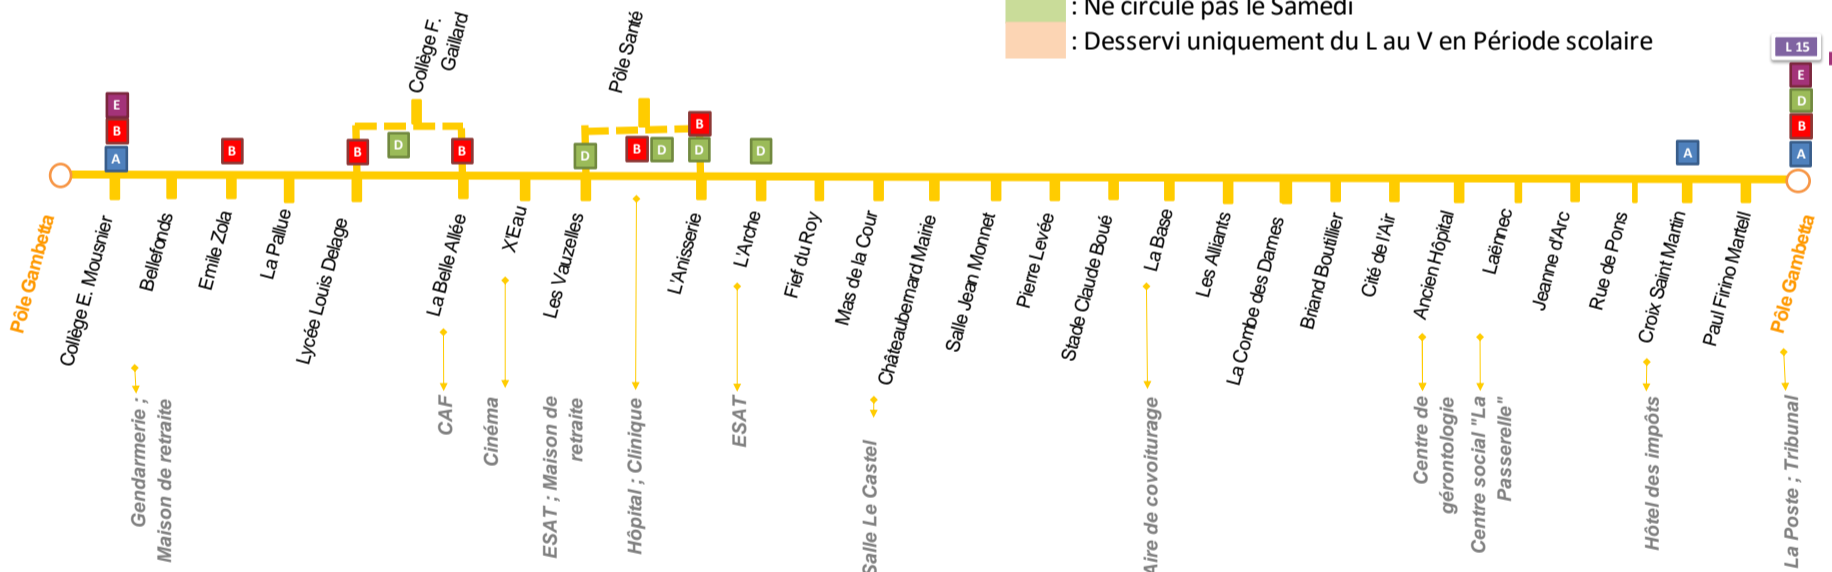 : Ne circule pas le Samedi
: Desservi uniquement du L au V en Période scolaire
L 15
E
D
B
A
Collège F.
Gaillard
Pôle Santé
E
B
A
B
B
D
B
D
B
D
B
D
D
A
Pôle Gambetta
Collège E. Mousnier
Bellefonds
Emile Zola
La Pallue
Lycée Louis Delage
La Belle Allée
X'Eau
Les Vauzelles
L'Anisserie
L'Arche
Fief du Roy
Mas de la Cour
Châteaubernard Mairie
Salle Jean Monnet
Pierre Levée
Stade Claude Boué
La Base
Les Alliants
La Combe des Dames
Briand Boutillier
Cité de l'Air
Ancien Hôpital
Laënnec
Jeanne d'Arc
Rue de Pons
Croix Saint Martin
Paul Firino Martell
Pôle Gambetta
Gendarmerie ;
Maison de retraite
CAF
Cinéma
ESAT ; Maison de
retraite
Hôpital ; Clinique
ESAT
Salle Le Castel
Aire de covoiturage
Centre de
gérontologie
Centre social "La
Passerelle"
Hôtel des impôts
La Poste ; Tribunal